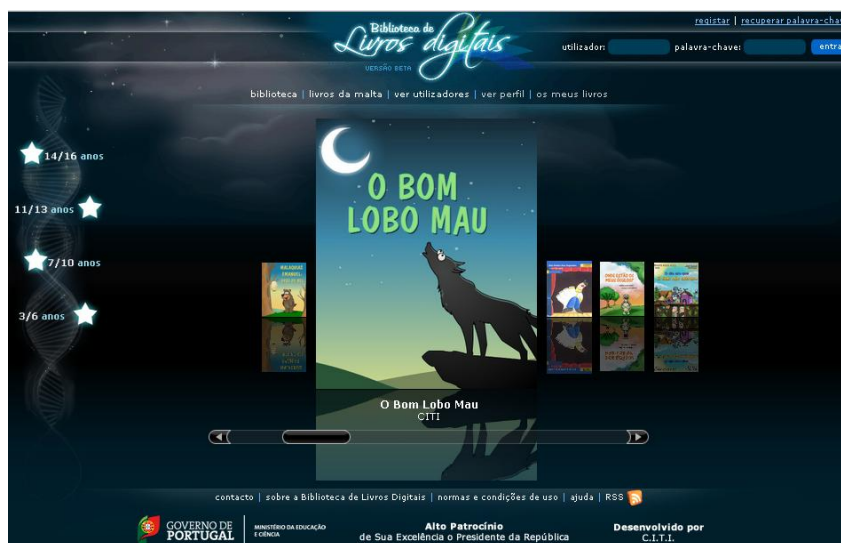 registar | recuperar palavra-chav
Biblioteca de
Livros digitais
VERSÃO BETA
utilizador:
palavra-chave:
entra
biblioteca | livros da malta | ver utilizadores | ver perfil | os meus livros
14/16 anos
11/13 anos
7/10 anos
3/6 anos
O BOM
LOBO MAU
O Bom Lobo Mau
CITI
contacto | sobre a Biblioteca de Livros Digitais | normas e condições de uso | ajuda | RSS
GOVERNO DE
PORTUGAL
MINISTÉRIO DA EDUCAÇÃO
E CIÊNCIA
Alto Patrocínio
de Sua Excelência o Presidente da República
Desenvolvido por
C.I.T.I.